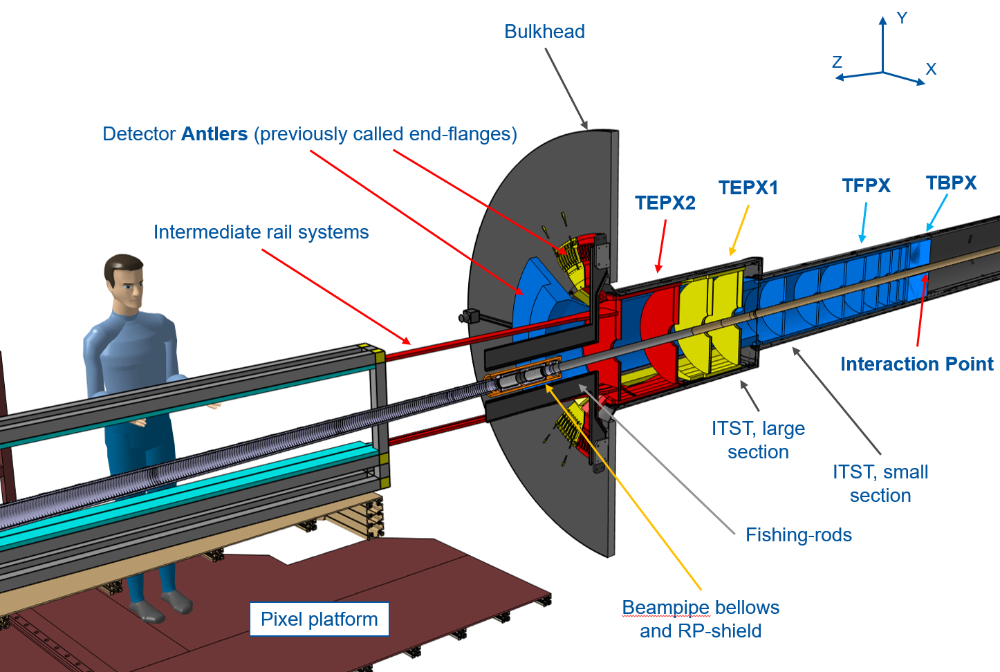 Bulkhead
Y
Z
X
Detector Antlers (previously called end-flanges)
TEPX2
TEPX1
TFPX
TBPX
Intermediate rail systems
Interaction Point
ITST, large
section
ITST, small
section
Fishing-rods
Beampipe bellows
and RP-shield
Pixel platform